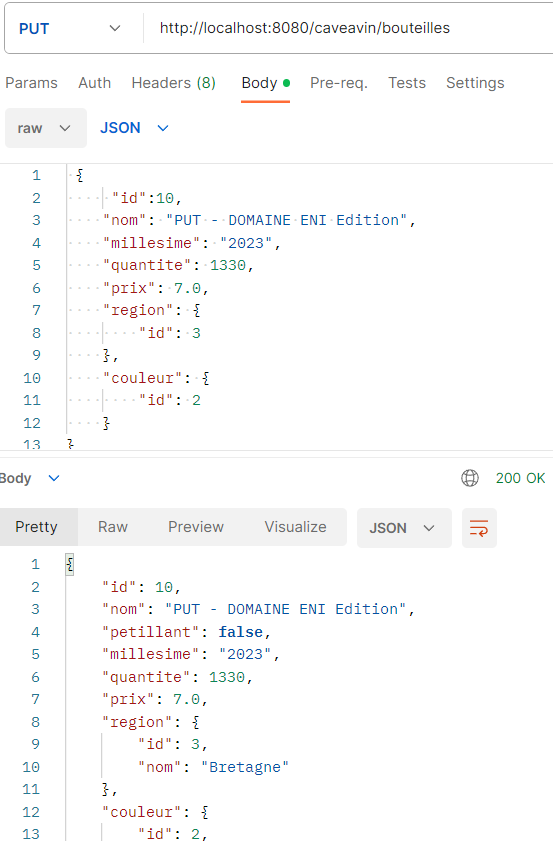 PUT http://localhost:8080/caveavin/bouteilles
Params Auth Headers (8) Body Pre-req. Tests Settings
raw JSON
1 {
2 "id":10,
3 "nom": "PUT - DOMAINE ENI Edition",
4 "millesime": "2023",
5 "quantite": 1330,
6 "prix": 7.0,
7 "region": {
8 "id": 3
9 },
10 "couleur": {
11 "id": 2
12 }
13 }
Body 200 OK
Pretty Raw Preview Visualize JSON
1 {
2 "id": 10,
3 "nom": "PUT - DOMAINE ENI Edition",
4 "petillant": false,
5 "millesime": "2023",
6 "quantite": 1330,
7 "prix": 7.0,
8 "region": {
9 "id": 3,
10 "nom": "Bretagne"
11 },
12 "couleur": {
13 "id": 2,